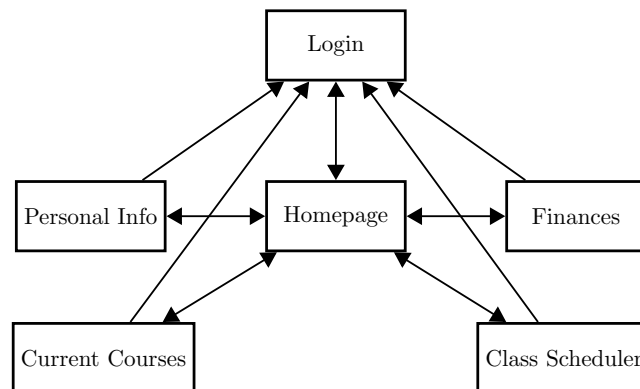 Login
Personal Info
Homepage
Finances
Current Courses
Class Scheduler